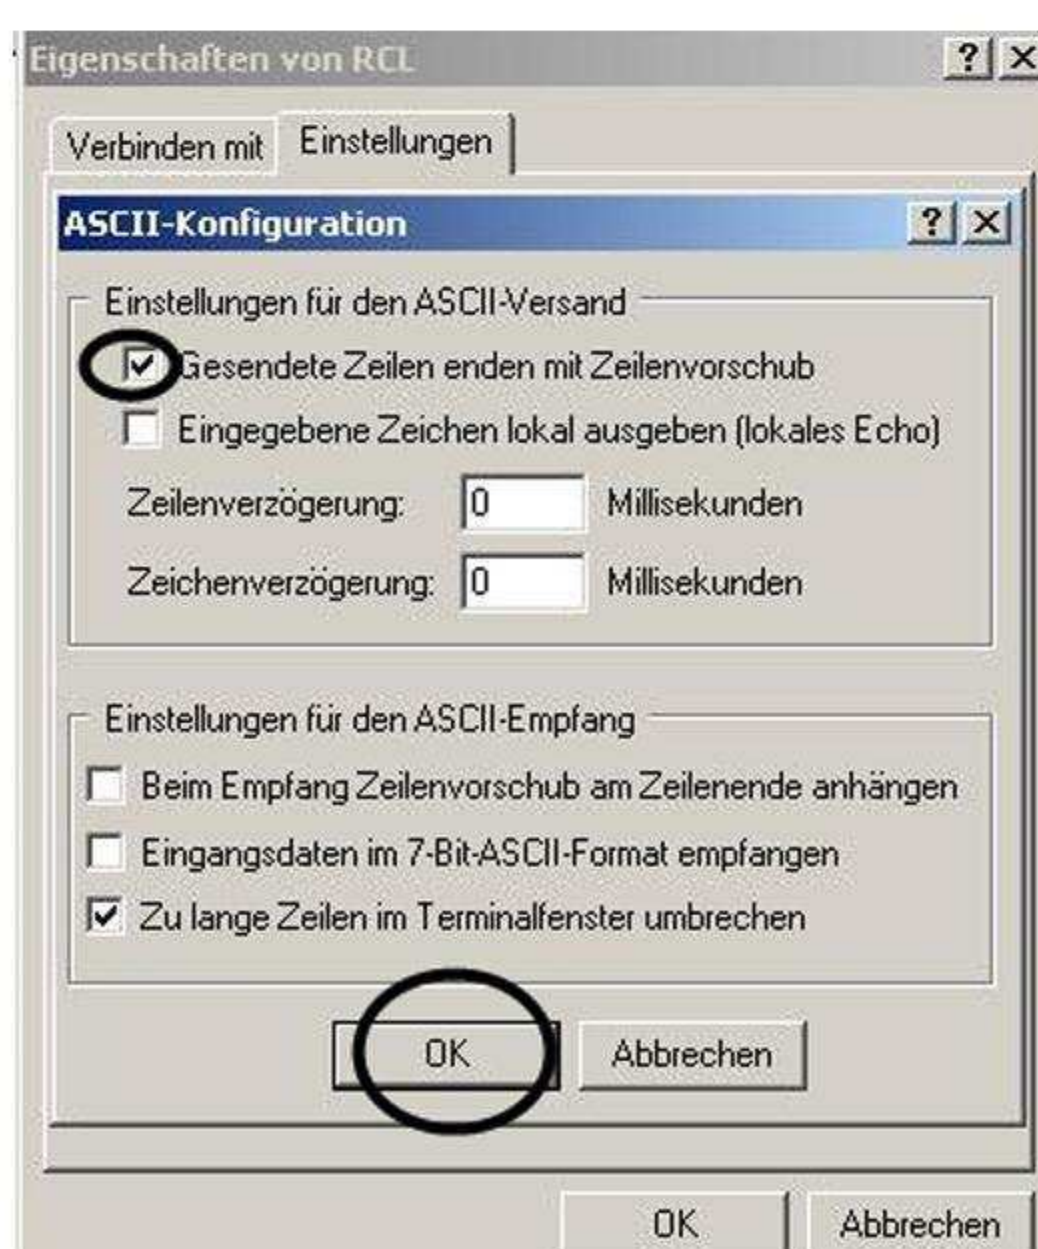 Eigenschaften von RCL
Verbinden mit Einstellungen
ASCII-Konfiguration
Einstellungen für den ASCII-Versand
Gesendete Zeilen enden mit Zeilenvorschub
Eingegebene Zeichen lokal ausgeben (lokales Echo)
Zeilenverzögerung: 0 Millisekunden
Zeichenverzögerung: 0 Millisekunden
Einstellungen für den ASCII-Empfang
Beim Empfang Zeilenvorschub am Zeilenende anhängen
Eingangsdaten im 7-Bit-ASCII-Format empfangen
Zu lange Zeilen im Terminalfenster umbrechen
OK Abbrechen
OK Abbrechen